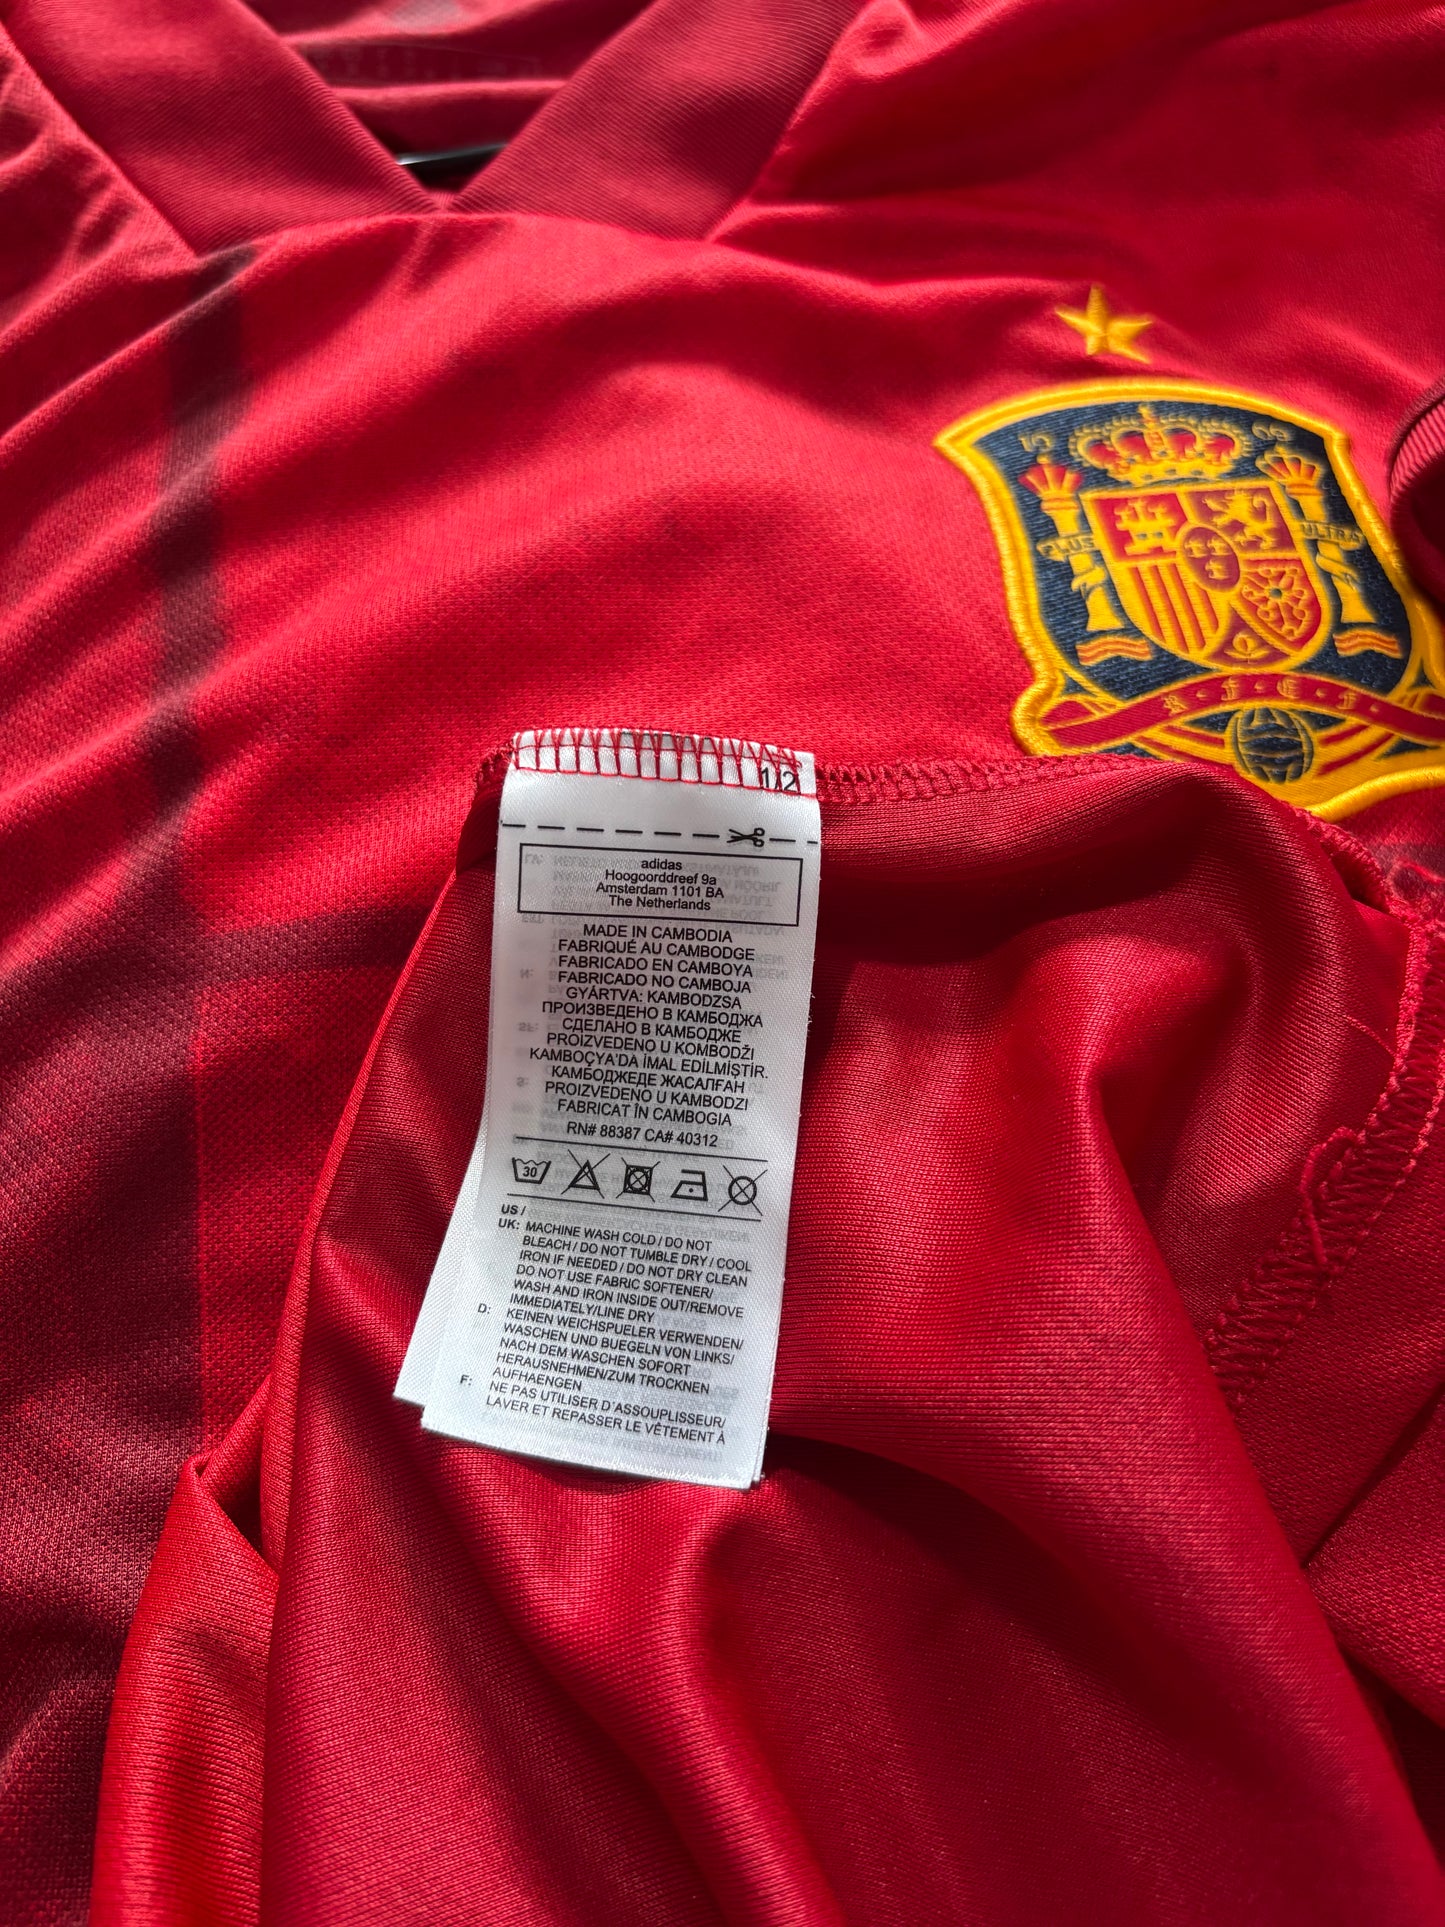 PLUS
ULTRA
R · F · E · F ·
1/2
adidas
Hoogoorddreef 9a
Amsterdam 1101 BA
The Netherlands
MADE IN CAMBODIA
FABRIQUÉ AU CAMBODGE
FABRICADO EN CAMBOYA
FABRICADO NO CAMBOJA
GYÁRTVA: KAMBODZSA
ПРОИЗВЕДЕНО В КАМБОДЖА
СДЕЛАНО В КАМБОДЖЕ
PROIZVEDENO U KOMBODŽI
KAMBOÇYA'DA İMAL EDİLMİŞTİR.
КАМБОДЖЕДЕ ЖАСАЛҒАН
PROIZVEDENO U KAMBODZI
FABRICAT ÎN CAMBOGIA
RN# 88387 CA# 40312
30
US /
UK: MACHINE WASH COLD / DO NOT
BLEACH / DO NOT TUMBLE DRY / COOL
IRON IF NEEDED / DO NOT DRY CLEAN
DO NOT USE FABRIC SOFTENER/
WASH AND IRON INSIDE OUT/REMOVE
IMMEDIATELY/LINE DRY
D: KEINEN WEICHSPUELER VERWENDEN/
WASCHEN UND BUEGELN VON LINKS/
NACH DEM WASCHEN SOFORT
HERAUSNEHMEN/ZUM TROCKNEN
AUFHAENGEN
F: NE PAS UTILISER D'ASSOUPLISSEUR/
LAVER ET REPASSER LE VÊTEMENT À